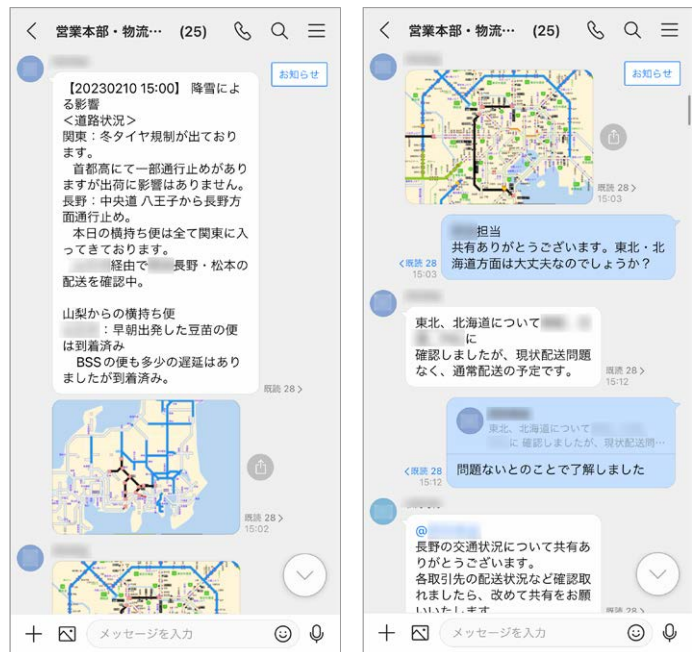 営業本部・物流… (25)
お知らせ
【20230210 15:00】 降雪によ
る影響
＜道路状況＞
関東：冬タイヤ規制が出ており
ます。
首都高にて一部通行止めがあり
ますが出荷に影響はありません。
長野：中央道 八王子から長野方
面通行止め。
本日の横持ち便は全て関東に入
ってきております。
経由で 長野・松本の
配送を確認中。
山梨からの横持ち便
：早朝出発した豆苗の便
は到着済み
BSSの便も多少の遅延はあり
ましたが到着済み。
既読 28
既読 28
15:02
メッセージを入力
営業本部・物流… (25)
お知らせ
既読 28
15:03
担当
共有ありがとうございます。東北・北
海道方面は大丈夫なのでしょうか？
既読 28
15:03
東北、北海道について
に
確認しましたが、現状配送問題
なく、通常配送の予定です。
既読 28
15:12
東北、北海道について
に 確認しましたが、現状配送問…
問題ないとのことで了解しました
既読 28
15:12
@
長野の交通状況について共有あ
りがとうございます。
各取引先の配送状況など確認取
れましたら、改めて共有をお願
いいたします
既読 28
メッセージを入力